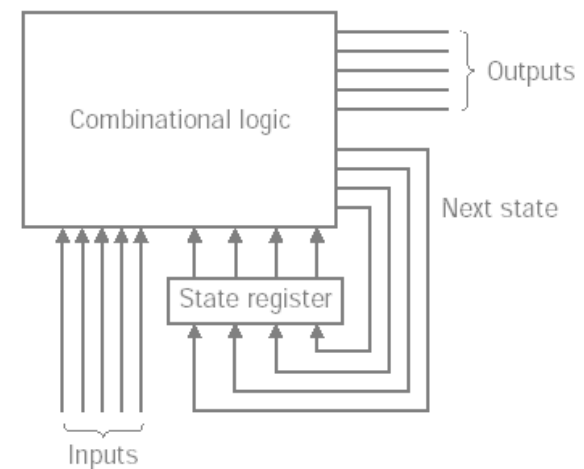 Outputs
Combinational logic
Next state
State register
Inputs